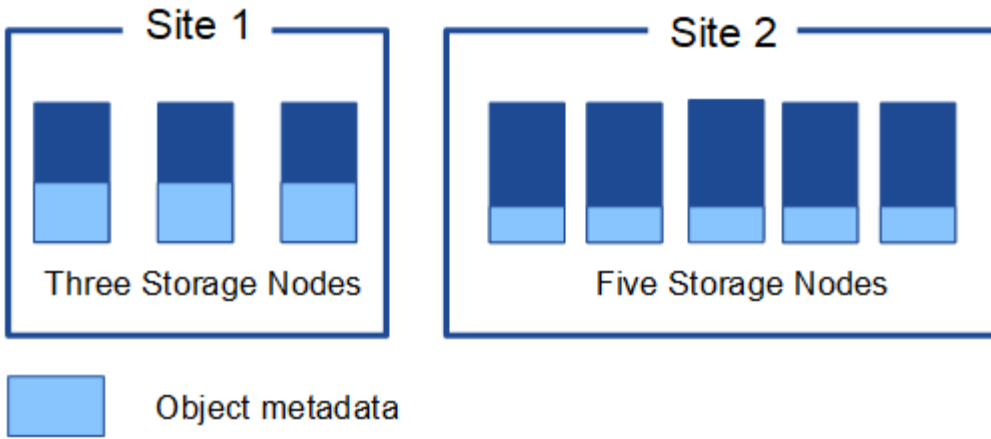 Site 1
Site 2
Three Storage Nodes
Five Storage Nodes
Object metadata